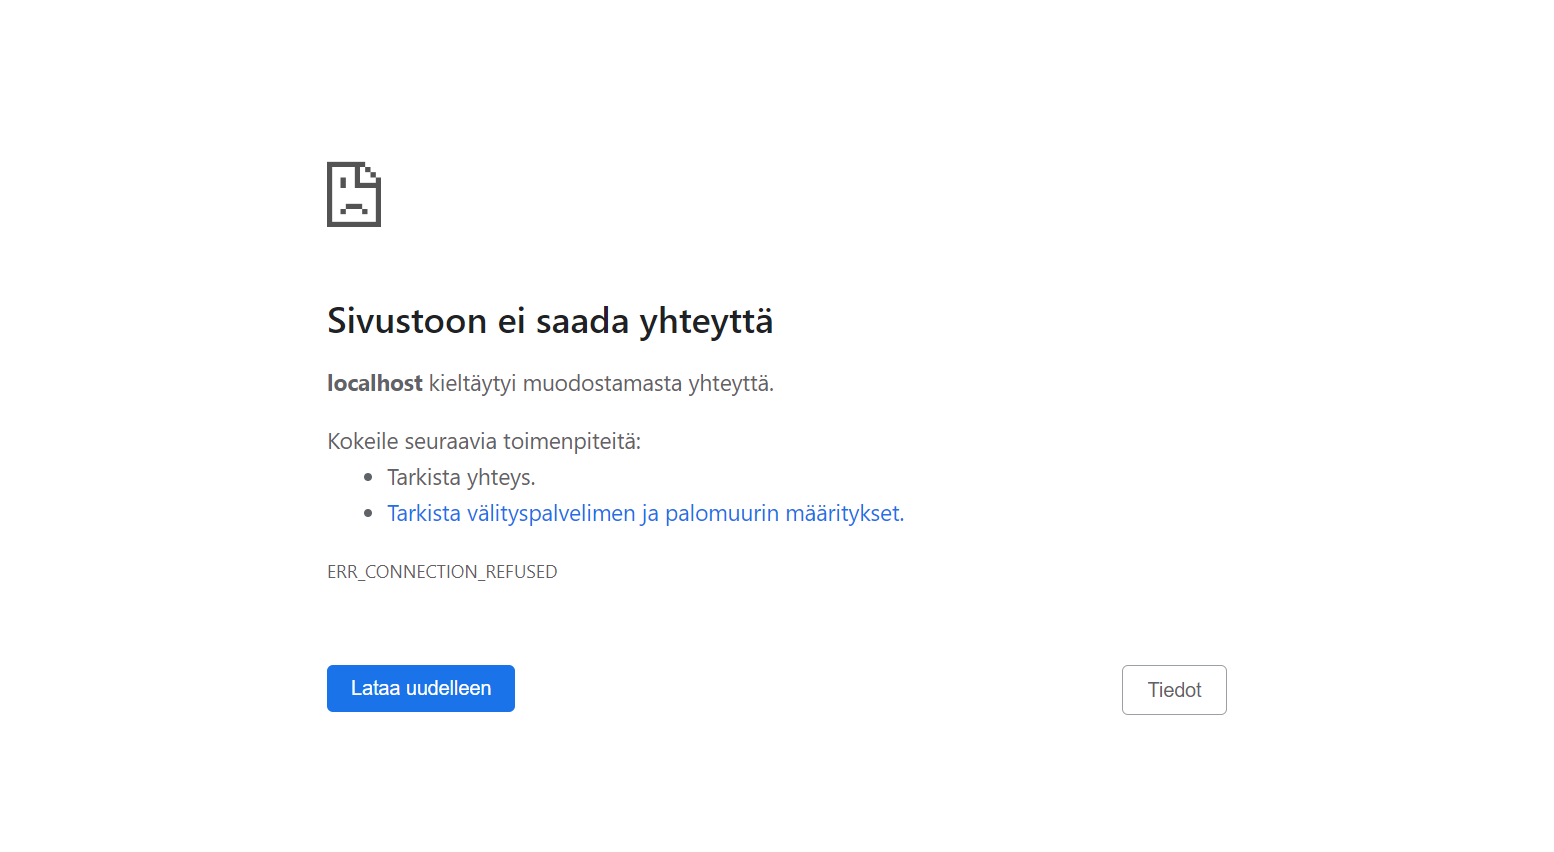 Sivustoon ei saada yhteyttä
localhost kieltäytyi muodostamasta yhteyttä.
Kokeile seuraavia toimenpiteitä:
Tarkista yhteys.
Tarkista välityspalvelimen ja palomuurin määritykset.
ERR_CONNECTION_REFUSED
Lataa uudelleen
Tiedot